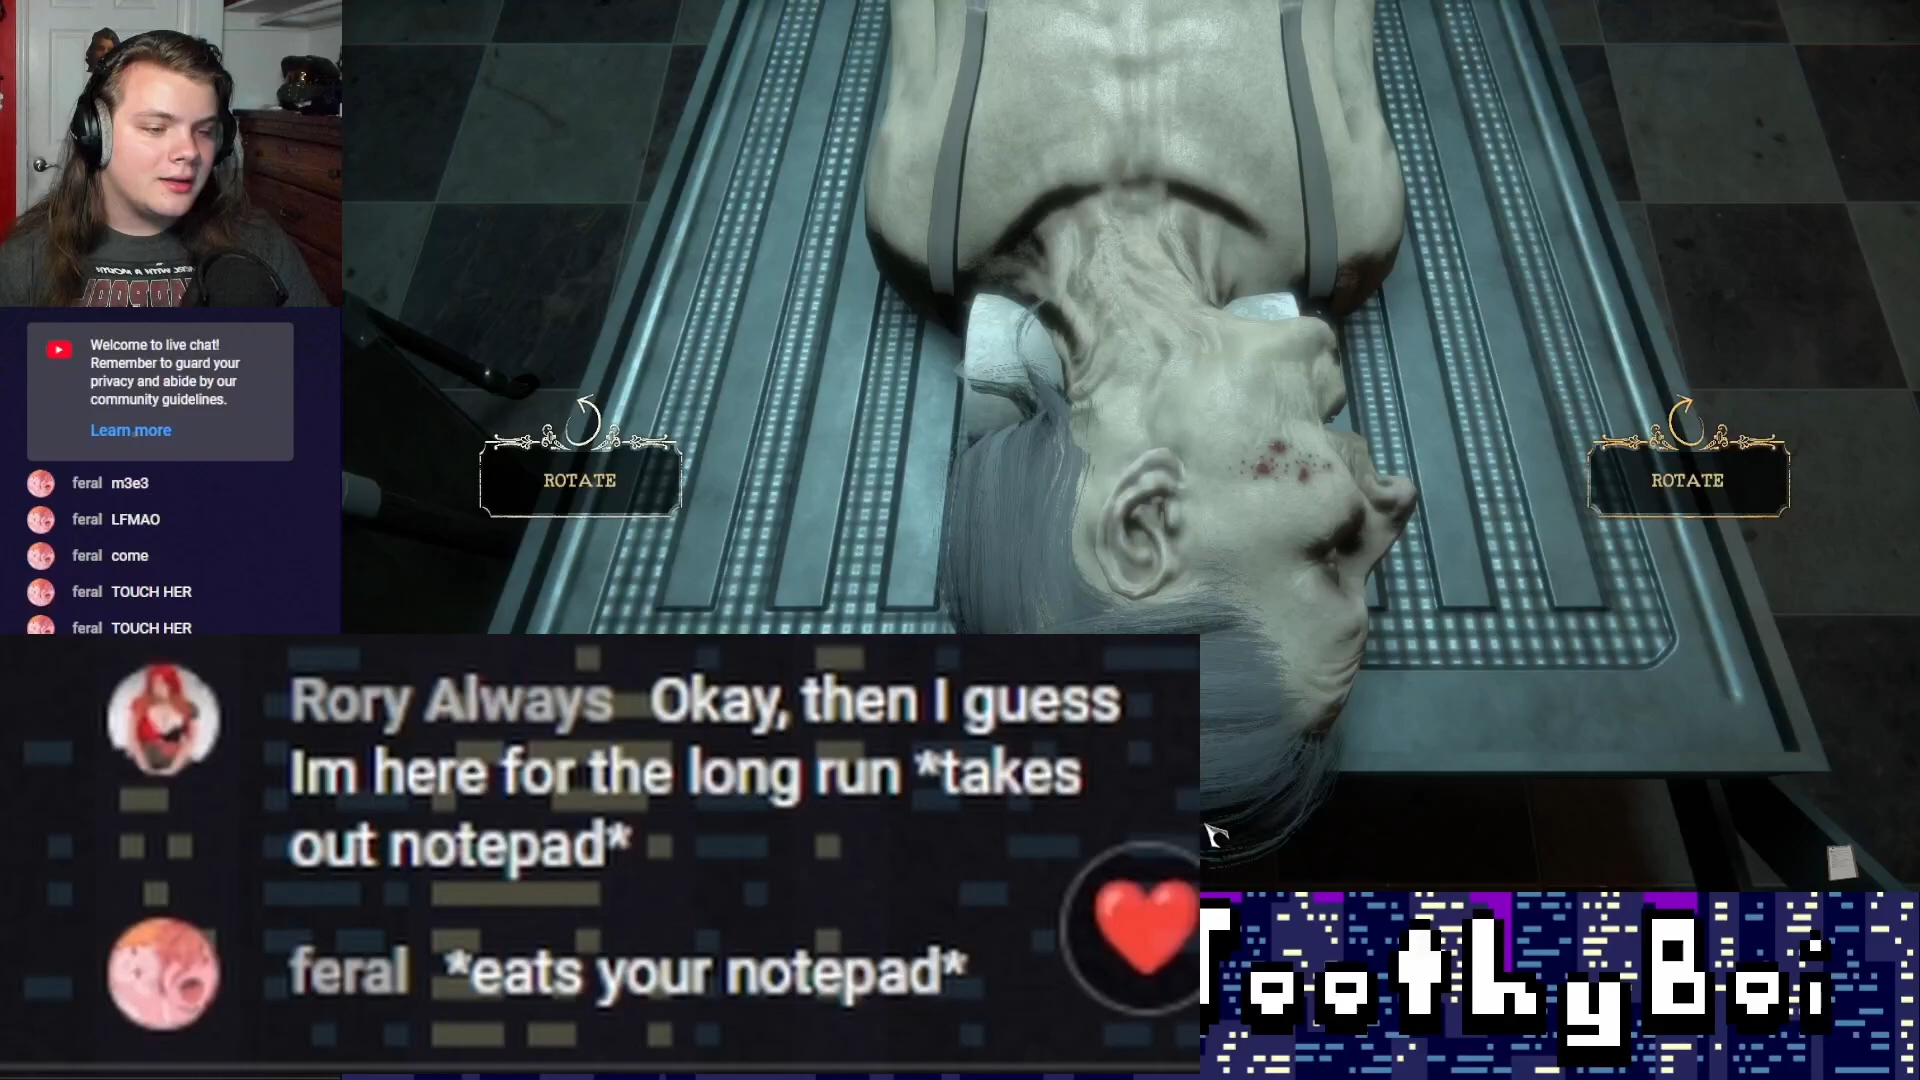 Welcome to live chat!
Remember to guard your
privacy and abide by our
community guidelines.
Learn more
feral m3e3
feral LFMAO
feral come
feral TOUCH HER
feral TOUCH HER
ROTATE
ROTATE
Rory Always Okay, then I guess
Im here for the long run *takes
out notepad*
feral *eats your notepad*
ToothyBoi